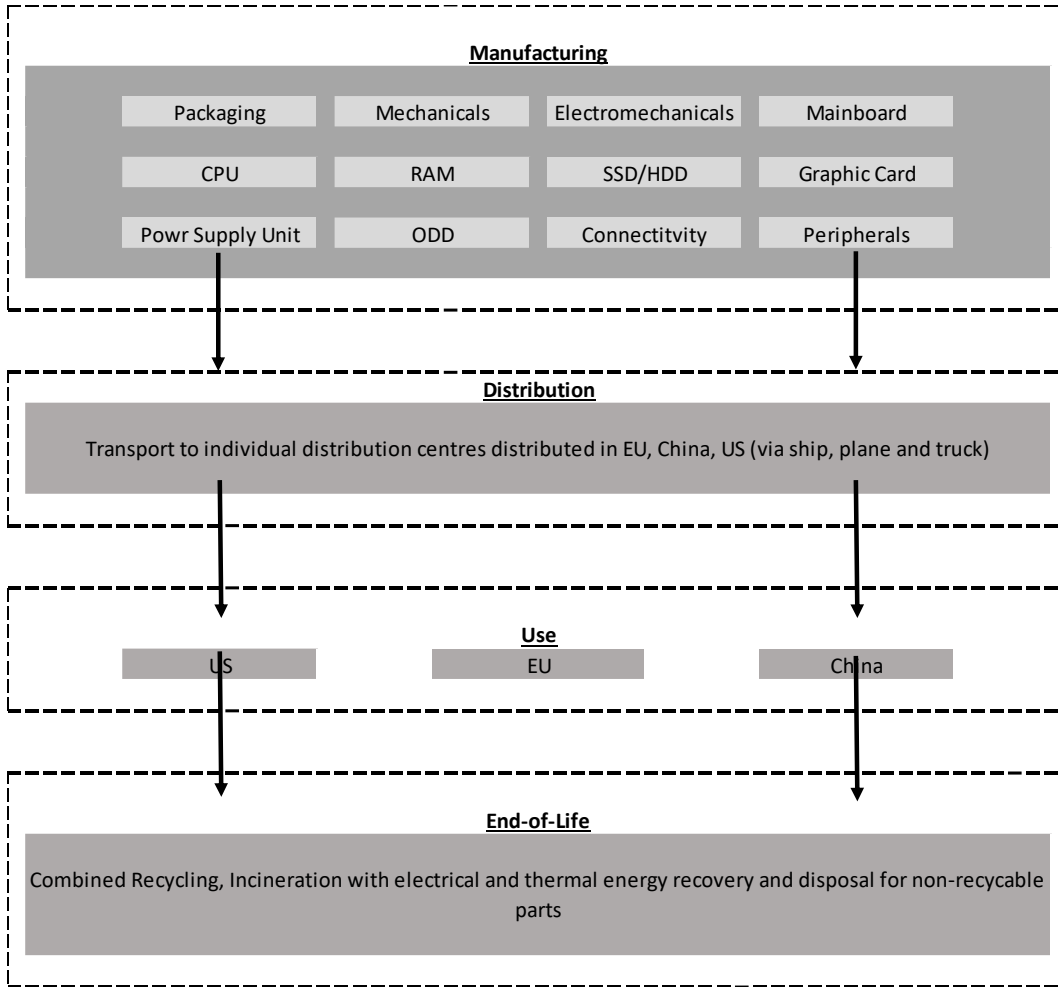 Manufacturing
Packaging Mechanicals Electromechanicals Mainboard
CPU RAM SSD/HDD Graphic Card
Powr Supply Unit ODD Connectitvity Peripherals
Distribution
Transport to individual distribution centres distributed in EU, China, US (via ship, plane and truck)
Use
US EU China
End-of-Life
Combined Recycling, Incineration with electrical and thermal energy recovery and disposal for non-recycable
parts